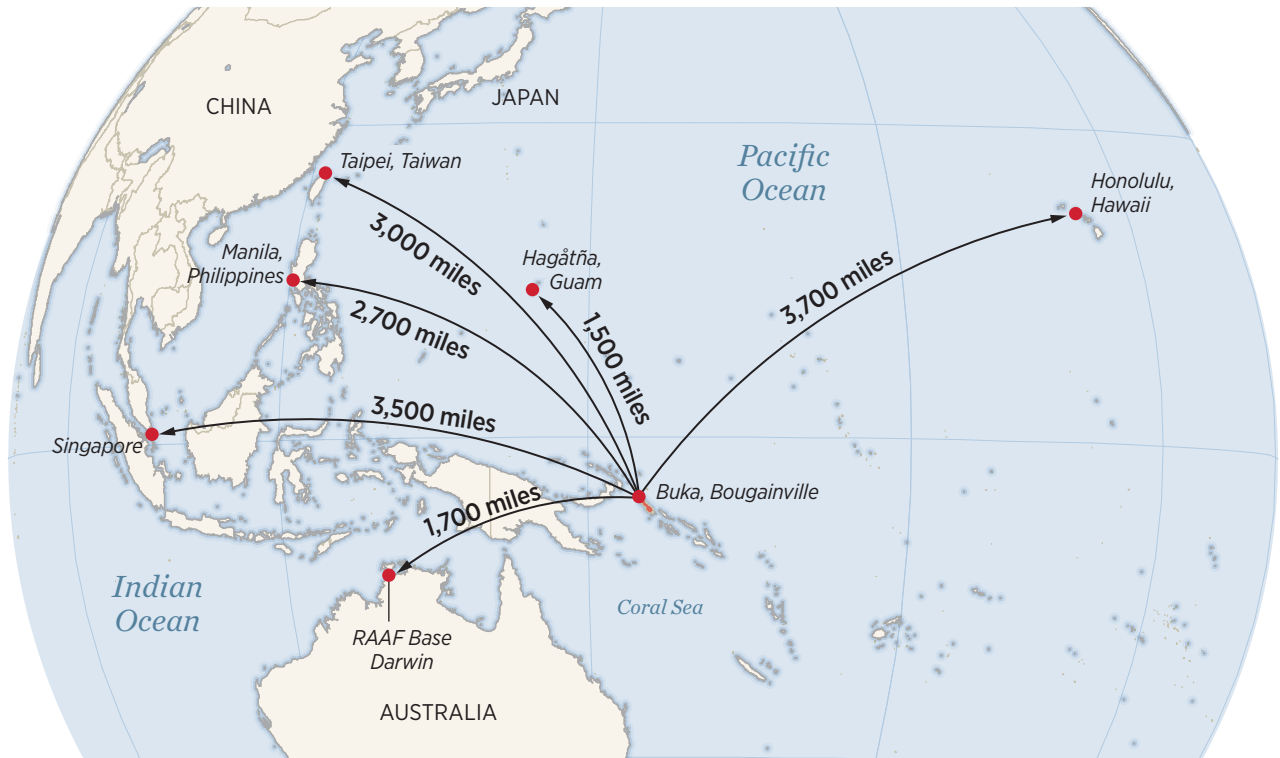 CHINA
JAPAN
Taipei, Taiwan
Pacific
Ocean
Honolulu,
Hawaii
3,000 miles
Manila,
Philippines
Hagåtña,
Guam
3,700 miles
2,700 miles
1,500 miles
3,500 miles
Singapore
Buka, Bougainville
1,700 miles
Indian
Ocean
Coral Sea
RAAF Base
Darwin
AUSTRALIA